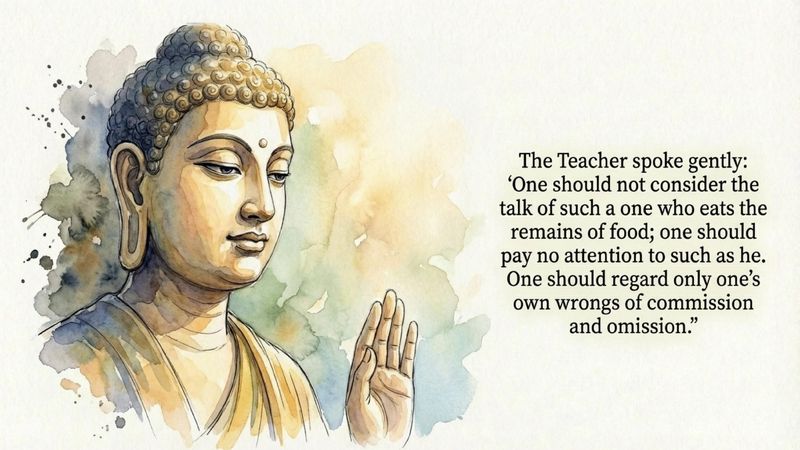 The Teacher spoke gently:
‘One should not consider the
talk of such a one who eats the
remains of food; one should
pay no attention to such as he.
One should regard only one’s
own wrongs of commission
and omission.”